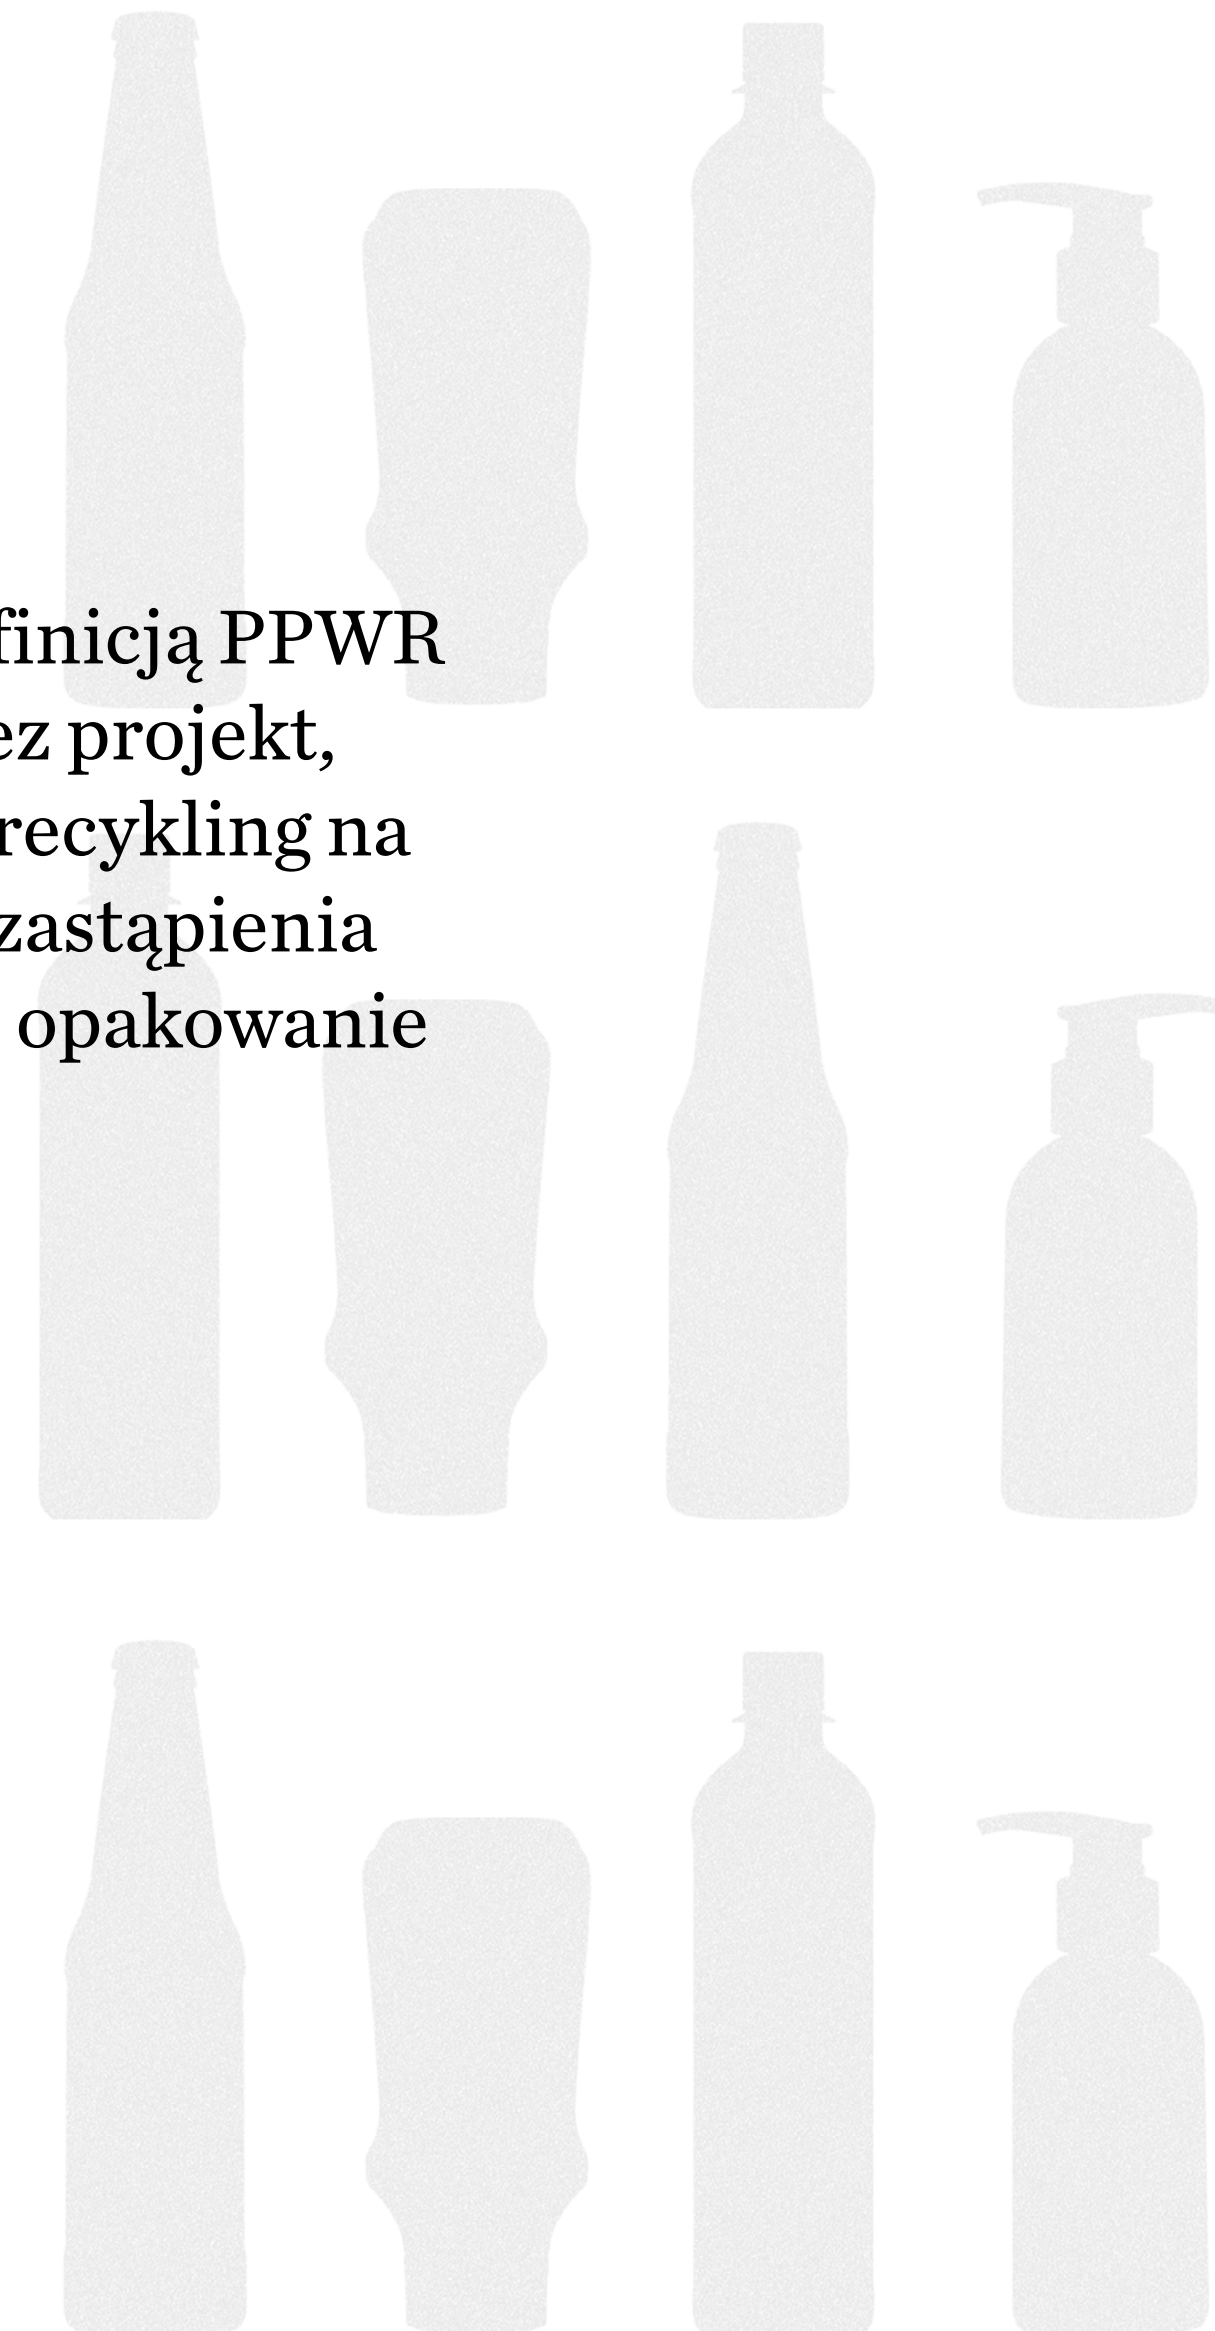 finicją PPWR
ez projekt,
recykling na
zastąpienia
opakowanie